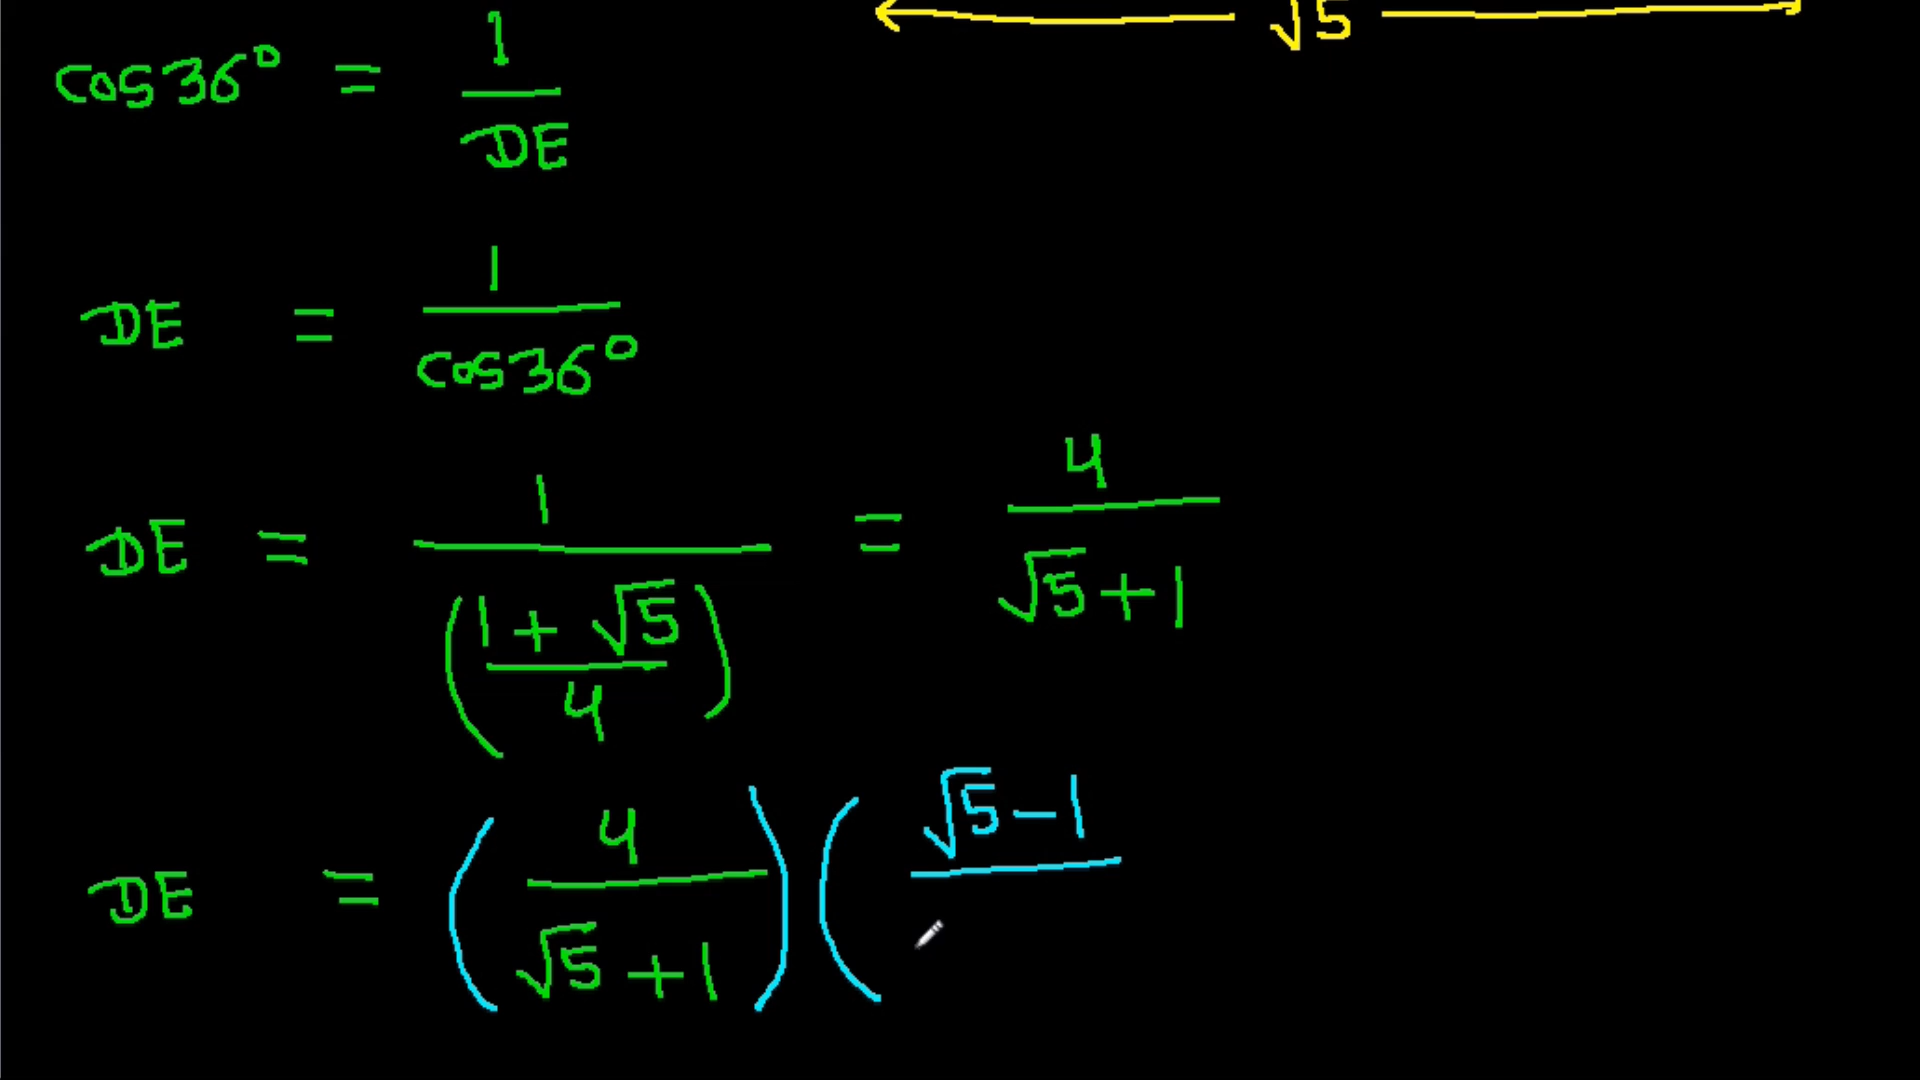 √5
cos36° = 1/DE
DE = 1/cos36°
DE = 1/((1 + √5)/4) = 4/(√5+1)
DE = (4/(√5 + 1)) ( √5 - 1